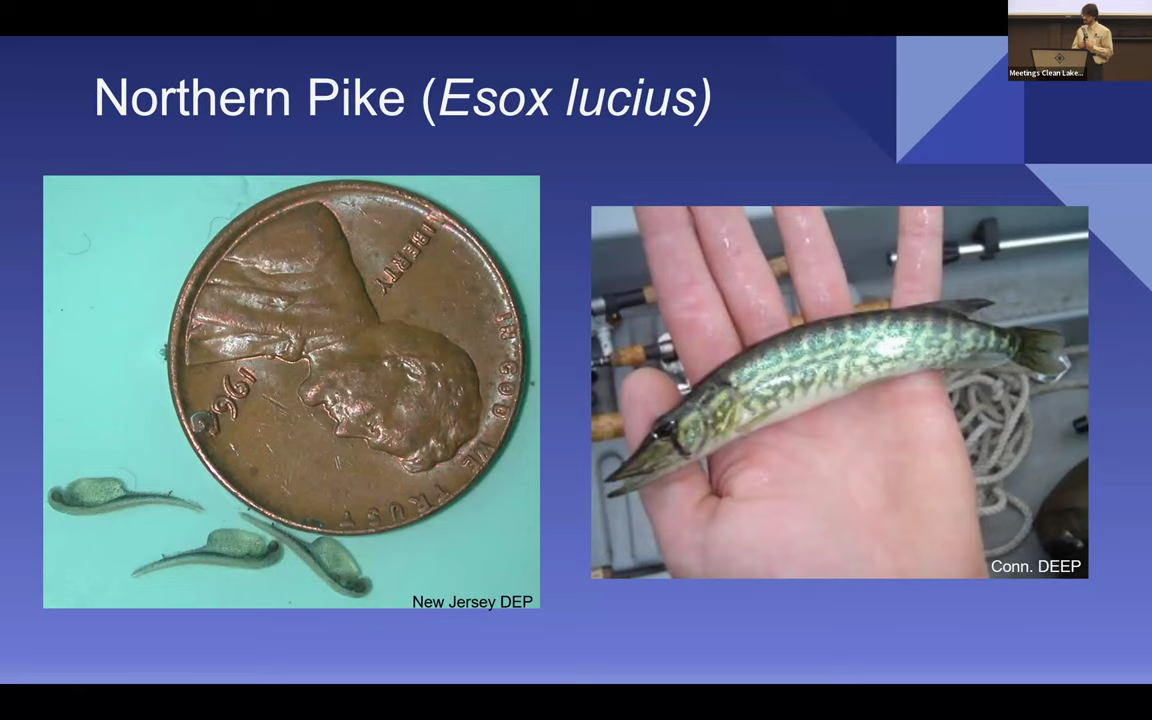 Meetings Clean Lake...
Northern Pike (Esox lucius)
LIBERTY
1962
IN GOD WE TRUST
New Jersey DEP
Conn. DEEP